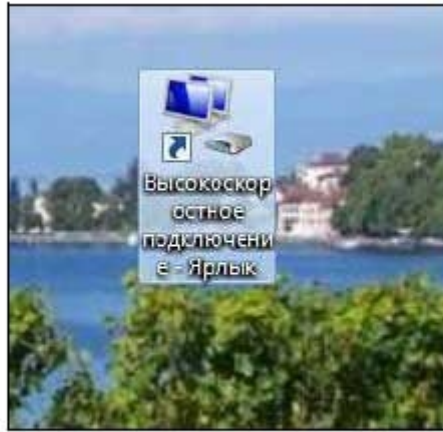 Высокоскор
остное
подключени
е - Ярлык